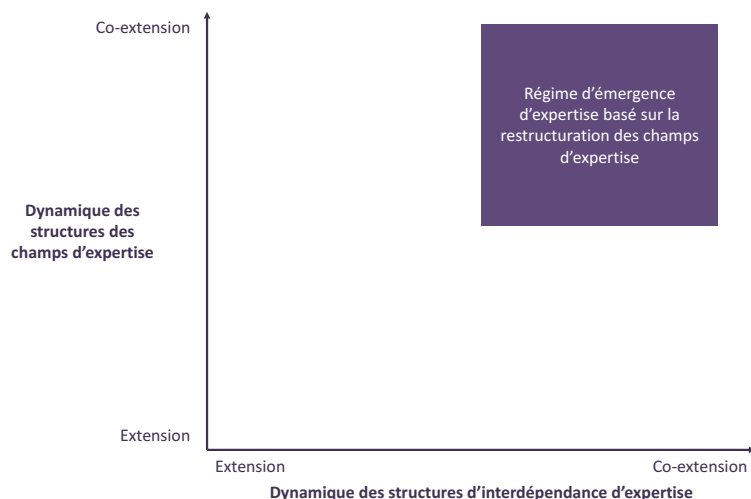 Co-extension
Régime d’émergence
d’expertise basé sur la
restructuration des champs
d’expertise
Dynamique des
structures des
champs d’expertise
Extension
Extension
Co-extension
Dynamique des structures d’interdépendance d’expertise